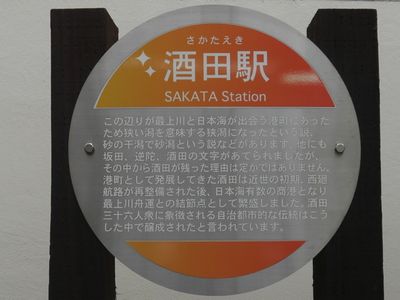 さかたえき
酒田駅
SAKATA Station
この辺りが最上川と日本海が出会う港町にあった
ため狭い潟を意味する狭潟になったという説、
砂の干潟で砂潟という説などがあります。他にも
坂田、逆陀、酒田の文字があてられましたが、
その中から酒田が残った理由は定かではありません。
港町として発展してきた酒田は近世の初期、西廻
航路が再整備された後、日本海有数の商港となり
最上川舟運との結節点として繁盛しました。酒田
三十六人衆に象徴される自治都市的な伝統はこう
した中で醸成されたと言われています。